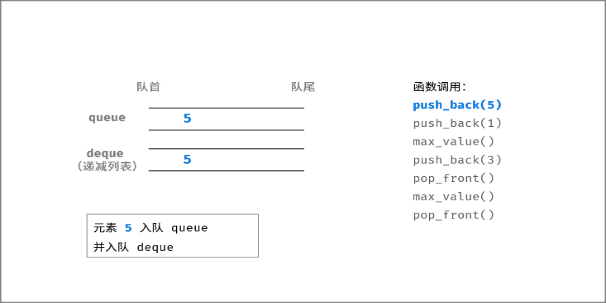 队首 队尾
queue 5
deque 5
（递减列表）
元素 5 入队 queue
并入队 deque
函数调用：
push_back(5)
push_back(1)
max_value()
push_back(3)
pop_front()
max_value()
pop_front()